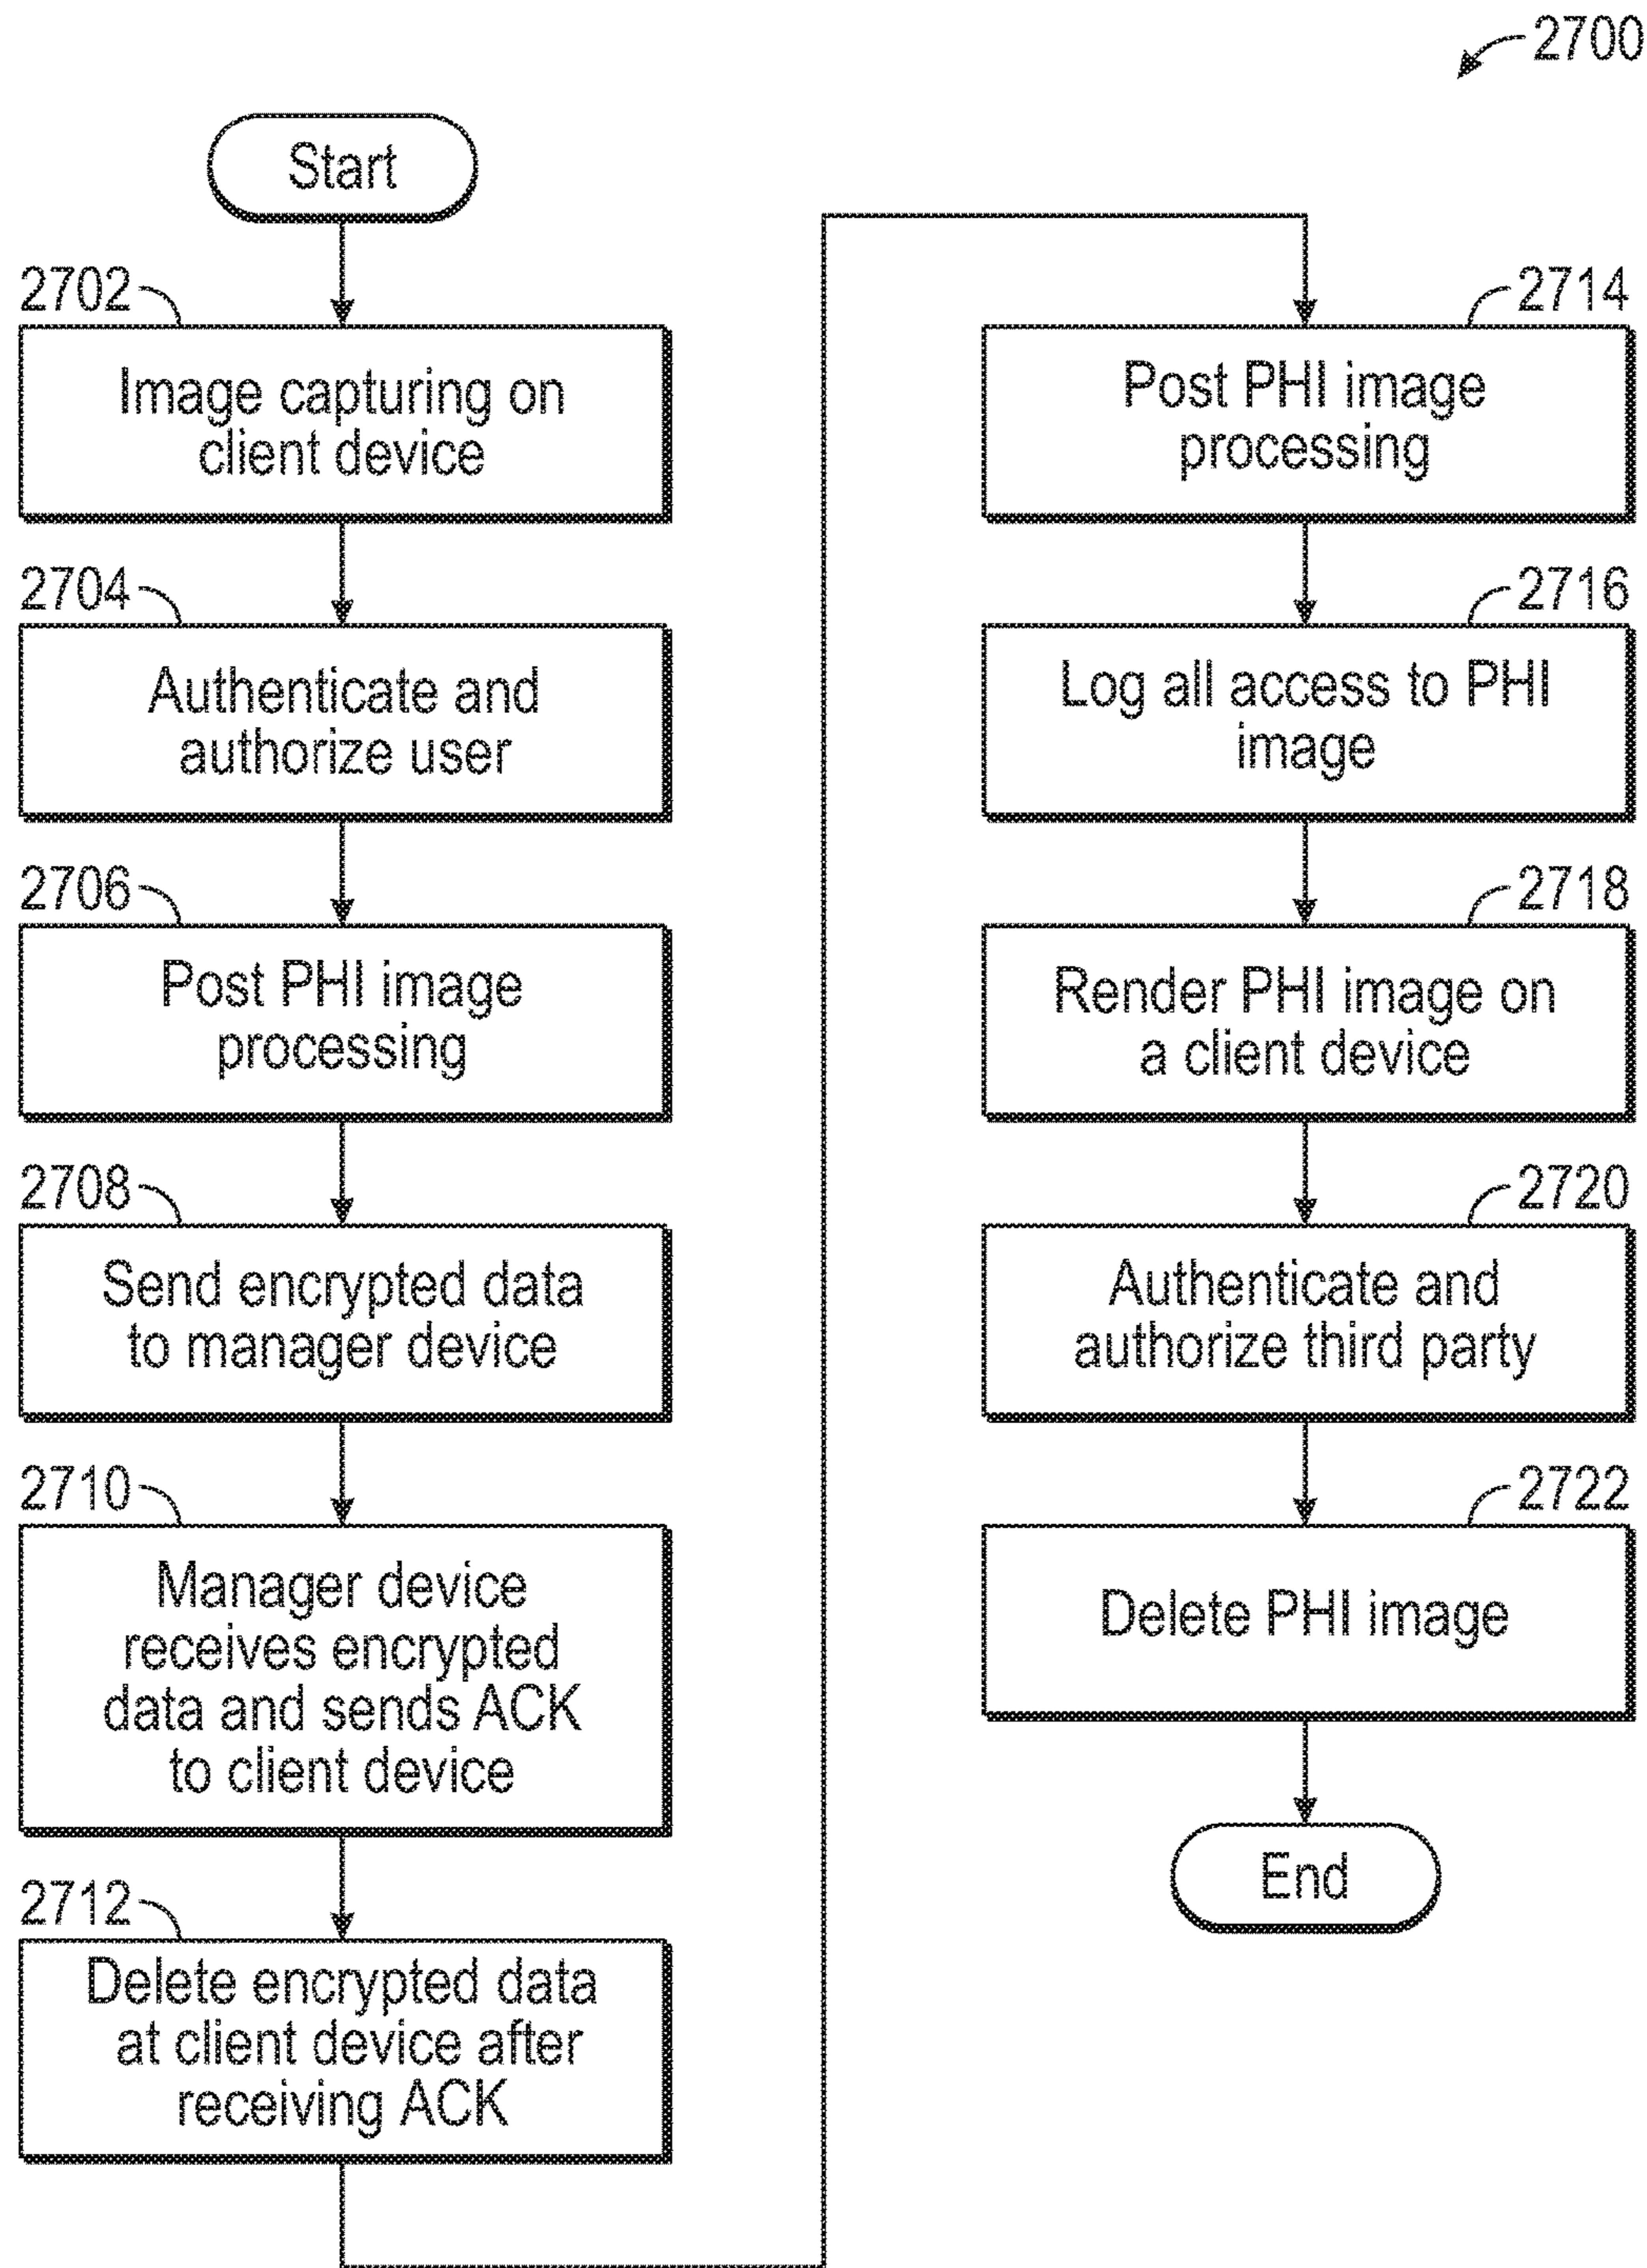 2700
Start
2702
Image capturing on
client device
2704
Authenticate and
authorize user
2706
Post PHI image
processing
2708
Send encrypted data
to manager device
2710
Manager device
receives encrypted
data and sends ACK
to client device
2712
Delete encrypted data
at client device after
receiving ACK
2714
Post PHI image
processing
2716
Log all access to PHI
image
2718
Render PHI image on
a client device
2720
Authenticate and
authorize third party
2722
Delete PHI image
End